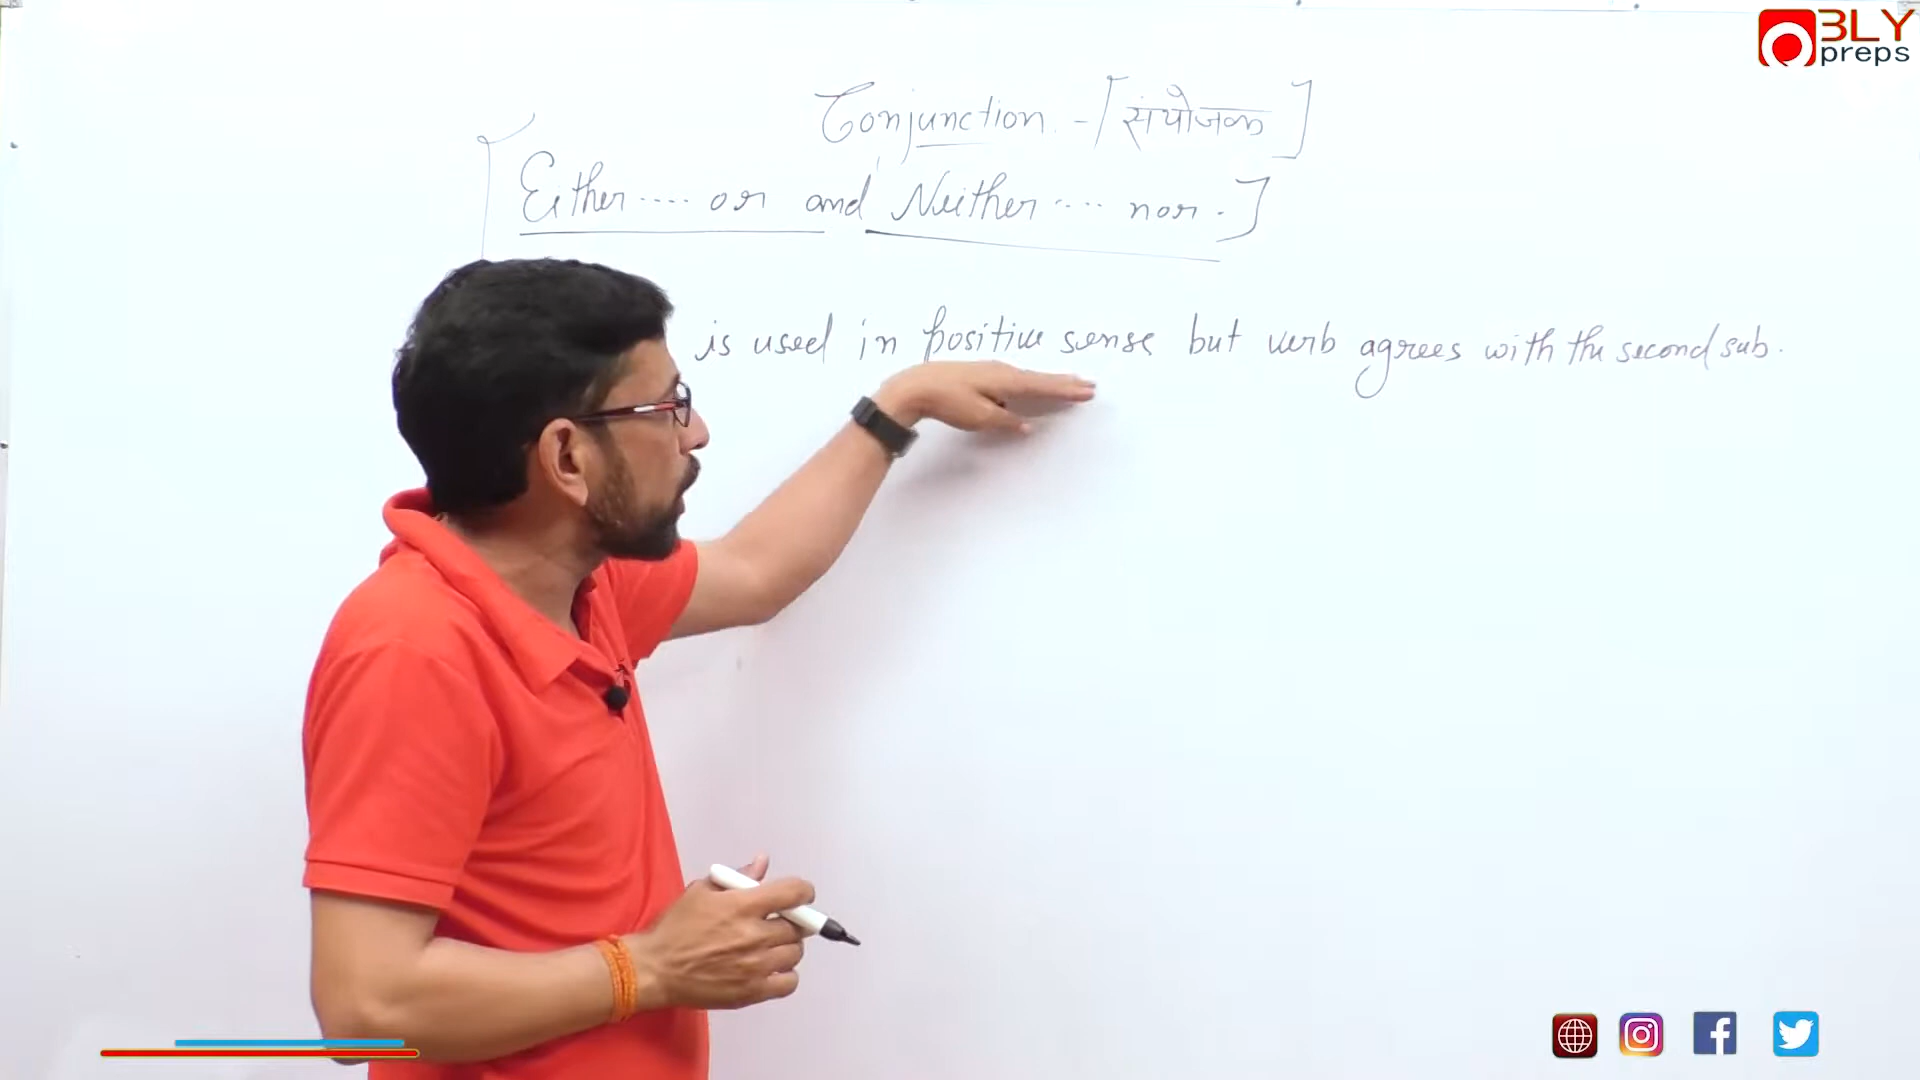 3LY
preps
Conjunction - [संयोजक]
[Either .... or and Neither .... nor.]
is used in positive sense but verb agrees with the second sub.